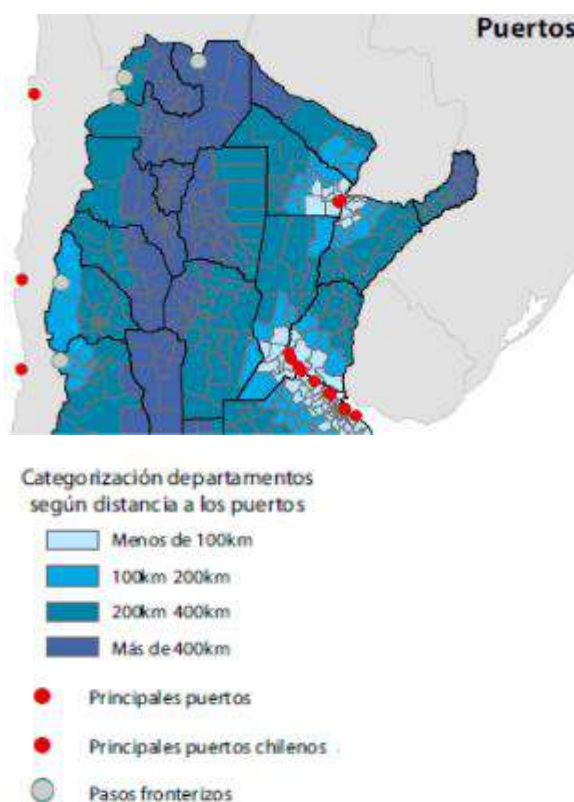 Puertos
Categorización departamentos
según distancia a los puertos
Menos de 100km
100km 200km
200km 400km
Más de 400km
Principales puertos
Principales puertos chilenos
Pasos fronterizos